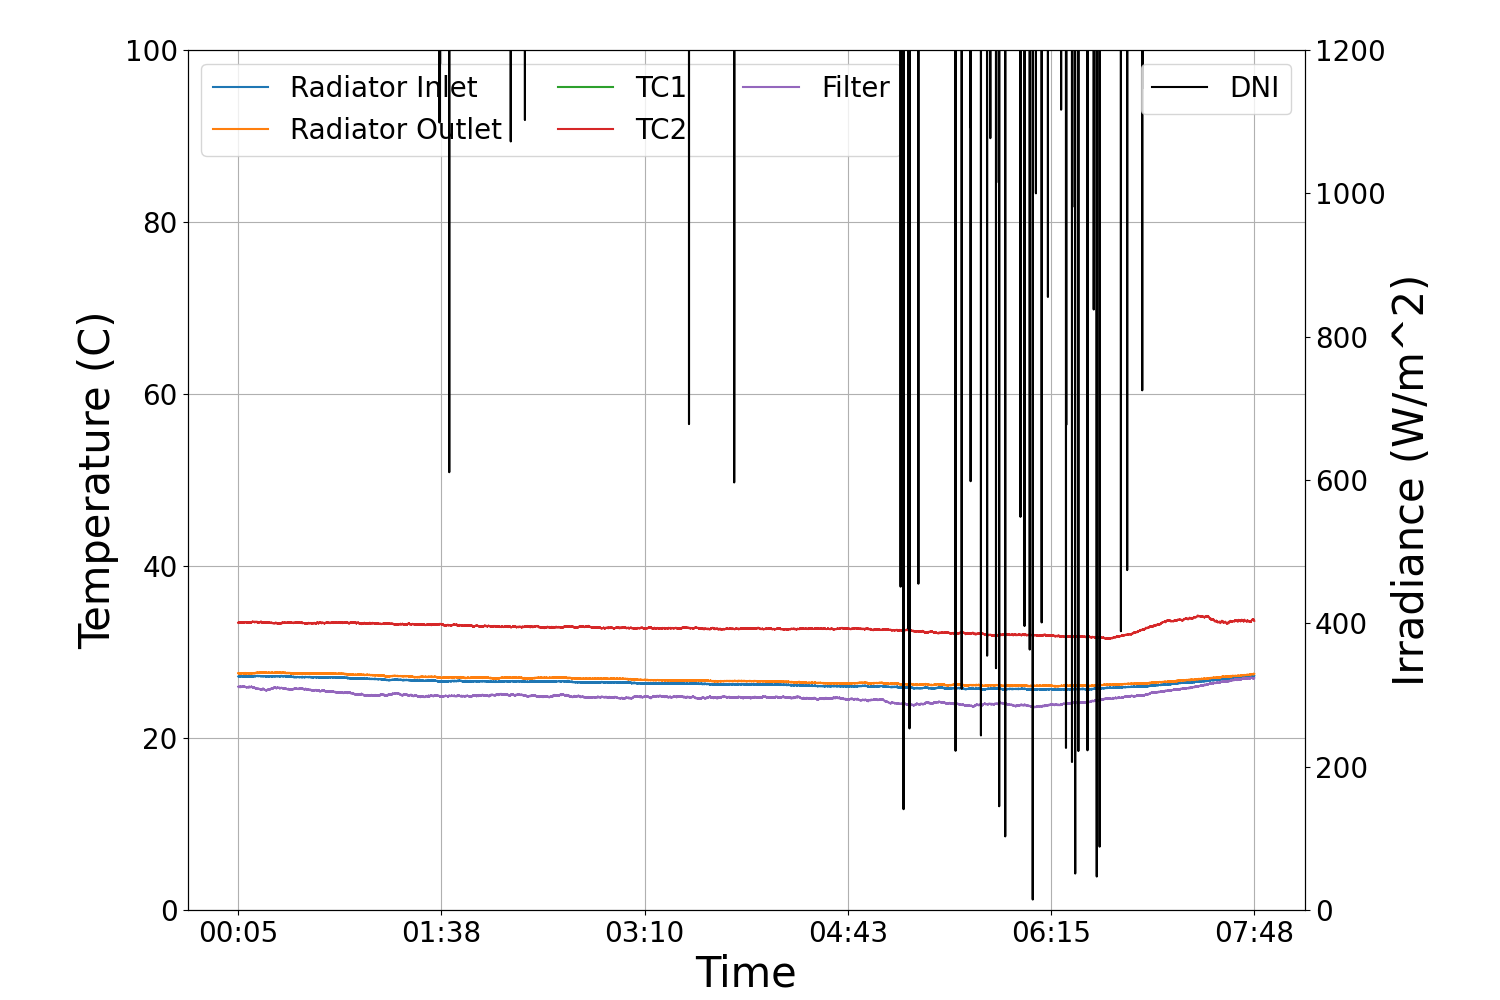 100
80
60
40
20
0
Temperature (C)
Radiator Inlet
Radiator Outlet
TC1
TC2
Filter
DNI
1200
1000
800
600
400
200
0
Irradiance (W/m^2)
00:05 01:38 03:10 04:43 06:15 07:48
Time